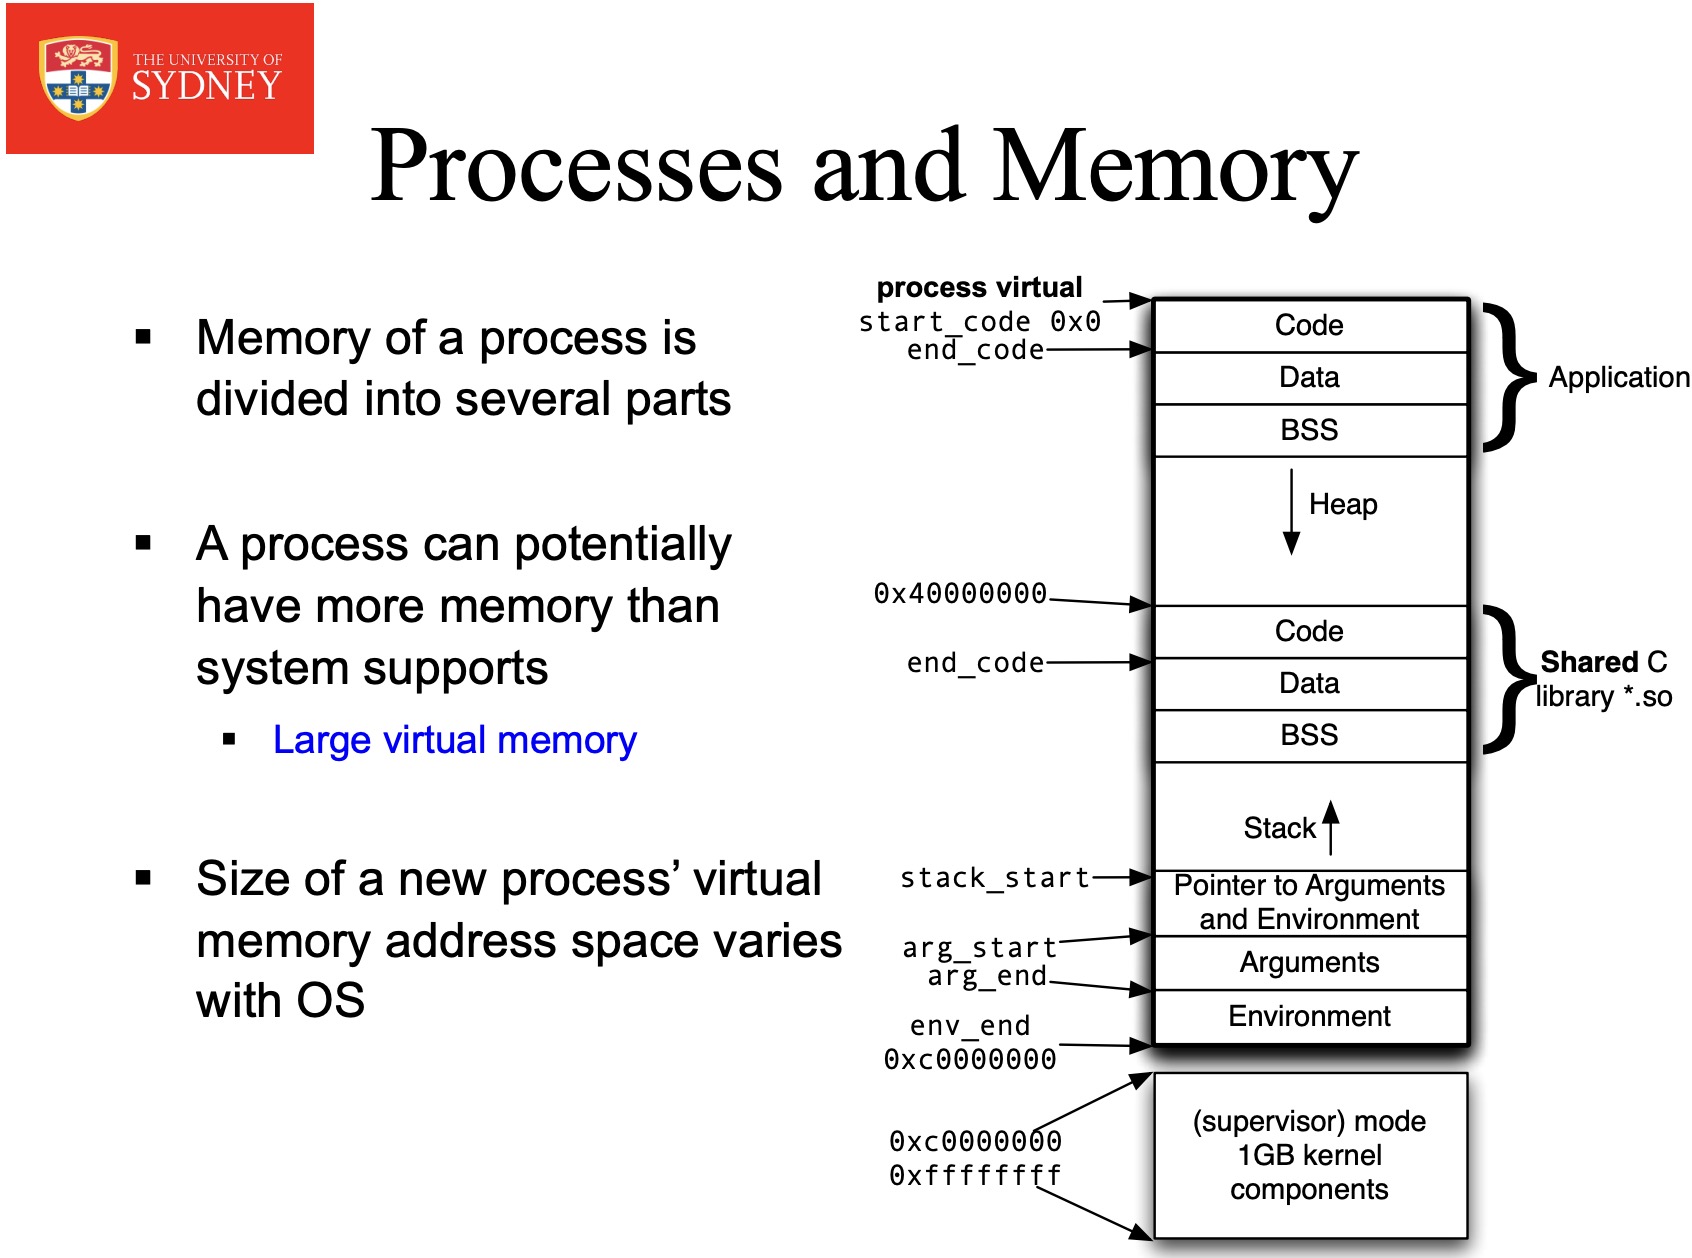 THE UNIVERSITY OF
SYDNEY
Processes and Memory
▪ Memory of a process is
divided into several parts
▪ A process can potentially
have more memory than
system supports
▪ Large virtual memory
▪ Size of a new process’ virtual
memory address space varies
with OS
process virtual
start_code 0x0
end_code
Code
Data
BSS
Application
Heap
0x40000000
end_code
Code
Data
BSS
Shared C
library *.so
Stack
stack_start
Pointer to Arguments
and Environment
arg_start
arg_end
Arguments
Environment
env_end
0xc0000000
0xc0000000
0xffffffff
(supervisor) mode
1GB kernel
components